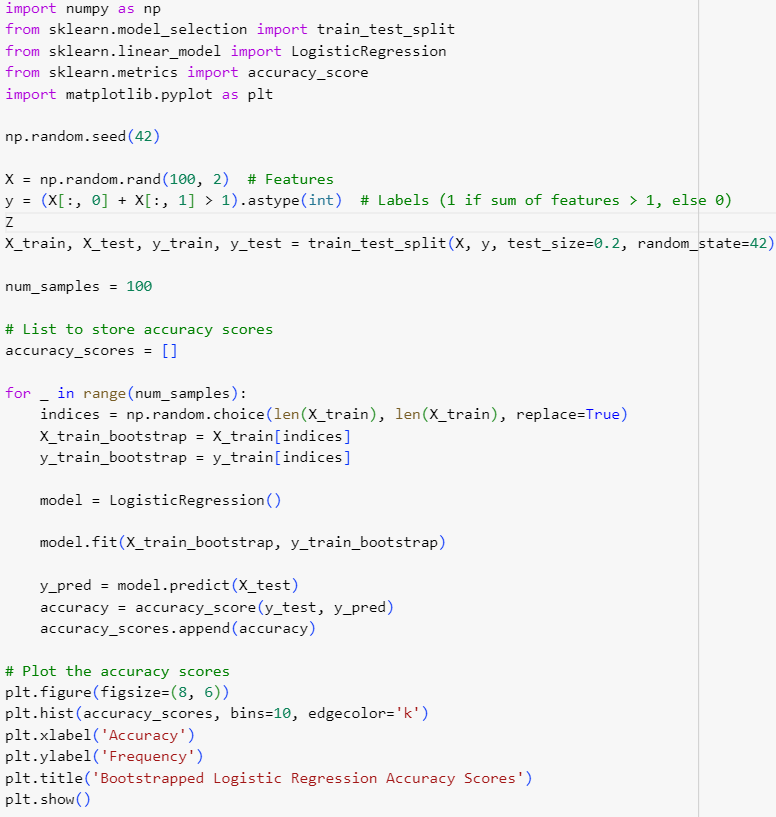 import numpy as np
from sklearn.model_selection import train_test_split
from sklearn.linear_model import LogisticRegression
from sklearn.metrics import accuracy_score
import matplotlib.pyplot as plt

np.random.seed(42)

X = np.random.rand(100, 2)  # Features
y = (X[:, 0] + X[:, 1] > 1).astype(int)  # Labels (1 if sum of features > 1, else 0)
Z
X_train, X_test, y_train, y_test = train_test_split(X, y, test_size=0.2, random_state=42)

num_samples = 100

# List to store accuracy scores
accuracy_scores = []

for _ in range(num_samples):
    indices = np.random.choice(len(X_train), len(X_train), replace=True)
    X_train_bootstrap = X_train[indices]
    y_train_bootstrap = y_train[indices]

    model = LogisticRegression()

    model.fit(X_train_bootstrap, y_train_bootstrap)

    y_pred = model.predict(X_test)
    accuracy = accuracy_score(y_test, y_pred)
    accuracy_scores.append(accuracy)

# Plot the accuracy scores
plt.figure(figsize=(8, 6))
plt.hist(accuracy_scores, bins=10, edgecolor='k')
plt.xlabel('Accuracy')
plt.ylabel('Frequency')
plt.title('Bootstrapped Logistic Regression Accuracy Scores')
plt.show()